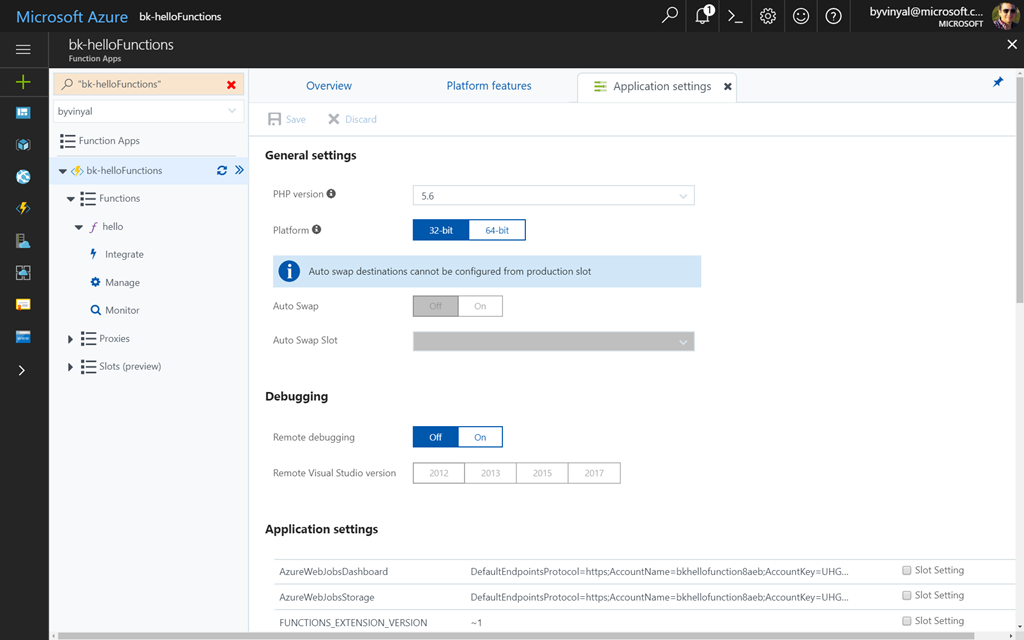 Microsoft Azure bk-helloFunctions
1
byvinyal@microsoft.c...
MICROSOFT
bk-helloFunctions
Function Apps
"bk-helloFunctions"
byvinyal
Function Apps
bk-helloFunctions
Functions
hello
Integrate
Manage
Monitor
Proxies
Slots (preview)
Overview Platform features Application settings
Save Discard
General settings
PHP version 5.6
Platform 32-bit 64-bit
Auto swap destinations cannot be configured from production slot
Auto Swap Off On
Auto Swap Slot
Debugging
Remote debugging Off On
Remote Visual Studio version 2012 2013 2015 2017
Application settings
AzureWebJobsDashboard DefaultEndpointsProtocol=https;AccountName=bkhellofunction8aeb;AccountKey=UHG... Slot Setting
AzureWebJobsStorage DefaultEndpointsProtocol=https;AccountName=bkhellofunction8aeb;AccountKey=UHG... Slot Setting
FUNCTIONS_EXTENSION_VERSION ~1 Slot Setting